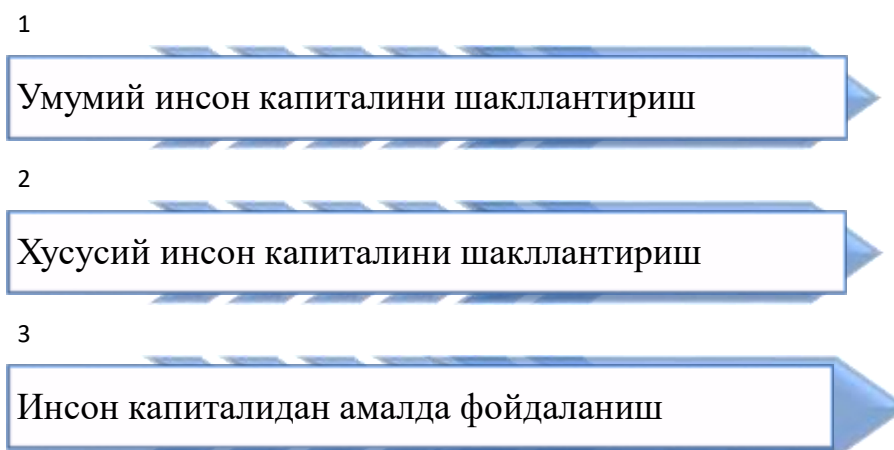 1
Умумий инсон капиталини шакллантириш
2
Хусусий инсон капиталини шакллантириш
3
Инсон капиталидан амалда фойдаланиш